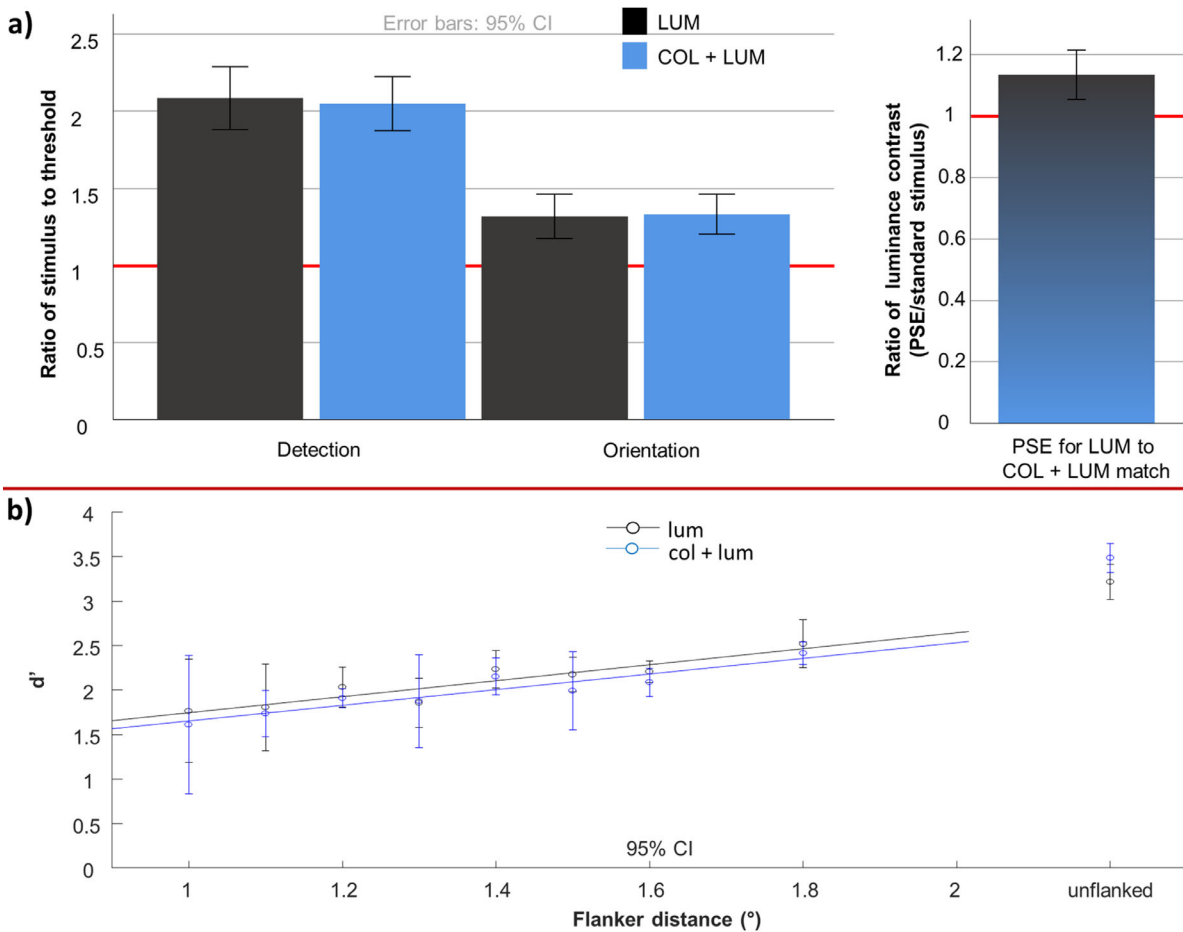 a)
Error bars: 95% CI
LUM
COL + LUM
2.5
2
1.5
1
0.5
0
Ratio of stimulus to threshold
Detection
Orientation
1.2
1
0.8
0.6
0.4
0.2
0
Ratio of luminance contrast
(PSE/standard stimulus)
PSE for LUM to
COL + LUM match
b)
lum
col + lum
4
3.5
3
2.5
2
1.5
1
0.5
0
d'
95% CI
1
1.2
1.4
1.6
1.8
2
unflanked
Flanker distance (°)